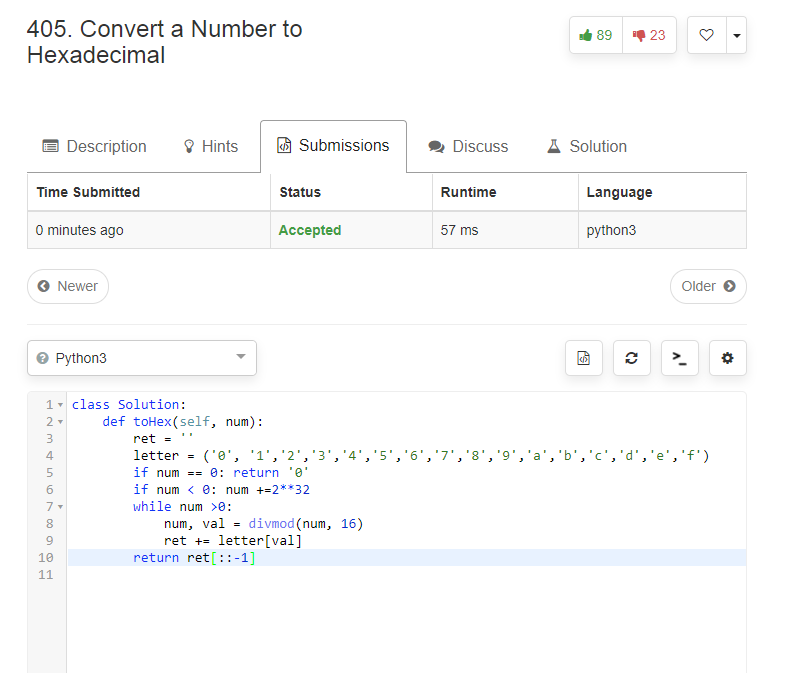 405. Convert a Number to
Hexadecimal
89
23
Description
Hints
Submissions
Discuss
Solution
Time Submitted Status Runtime Language
0 minutes ago Accepted 57 ms python3
Newer
Older
Python3
>_
1 class Solution:
2     def toHex(self, num):
3         ret = ''
4         letter = ('0', '1','2','3','4','5','6','7','8','9','a','b','c','d','e','f')
5         if num == 0: return '0'
6         if num < 0: num +=2**32
7         while num >0:
8             num, val = divmod(num, 16)
9             ret += letter[val]
10         return ret[::-1]
11